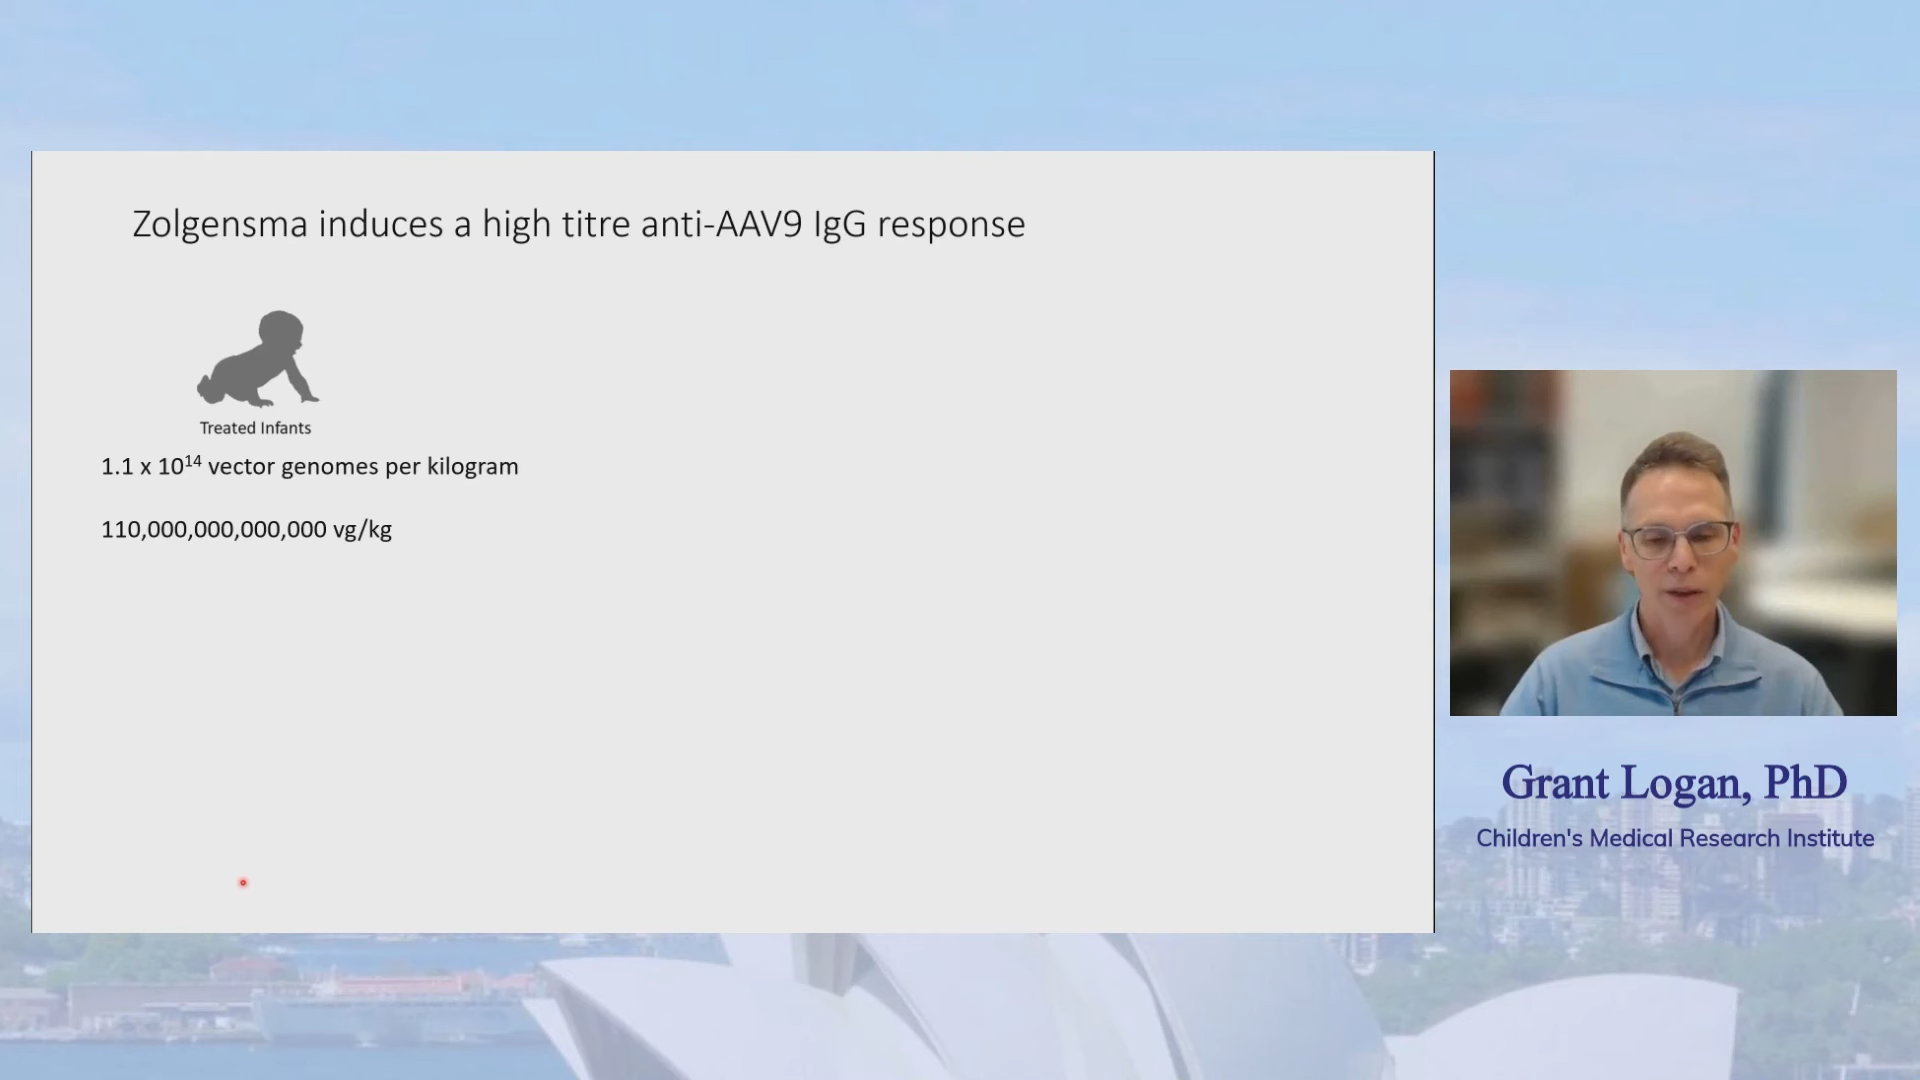 Zolgensma induces a high titre anti-AAV9 IgG response
Treated Infants
1.1 x 10¹⁴ vector genomes per kilogram
110,000,000,000,000 vg/kg
Grant Logan, PhD
Children's Medical Research Institute